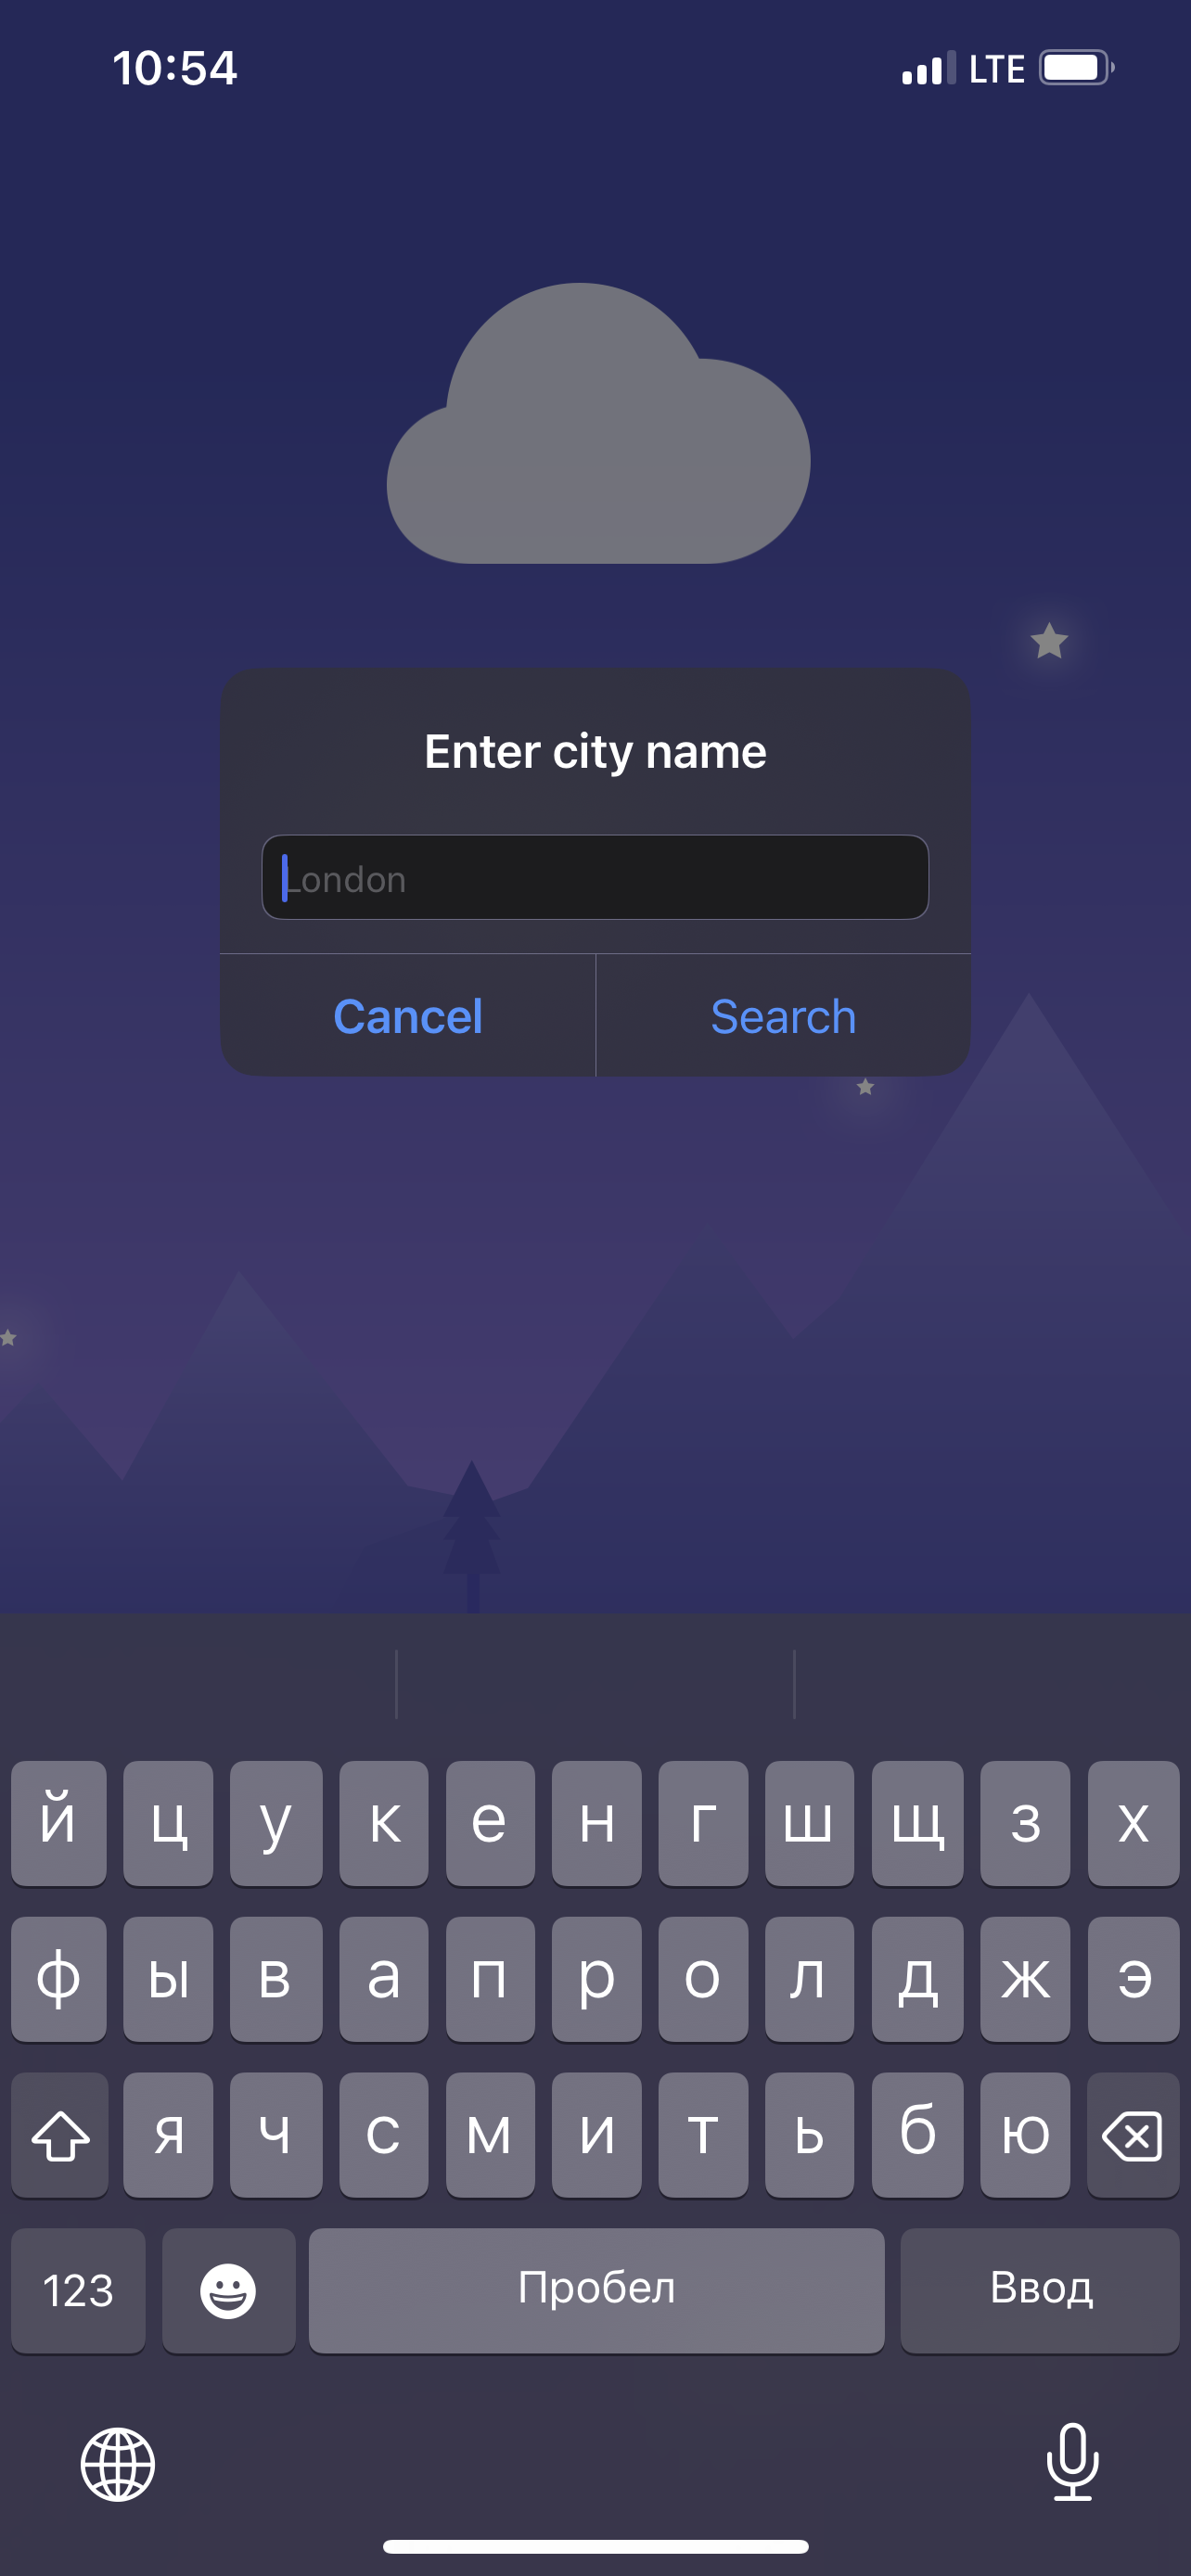 10:54 LTE
Enter city name
London
Cancel Search
й ц у к е н г ш щ з х
ф ы в а п р о л д ж э
я ч с м и т ь б ю
123 Пробел Ввод